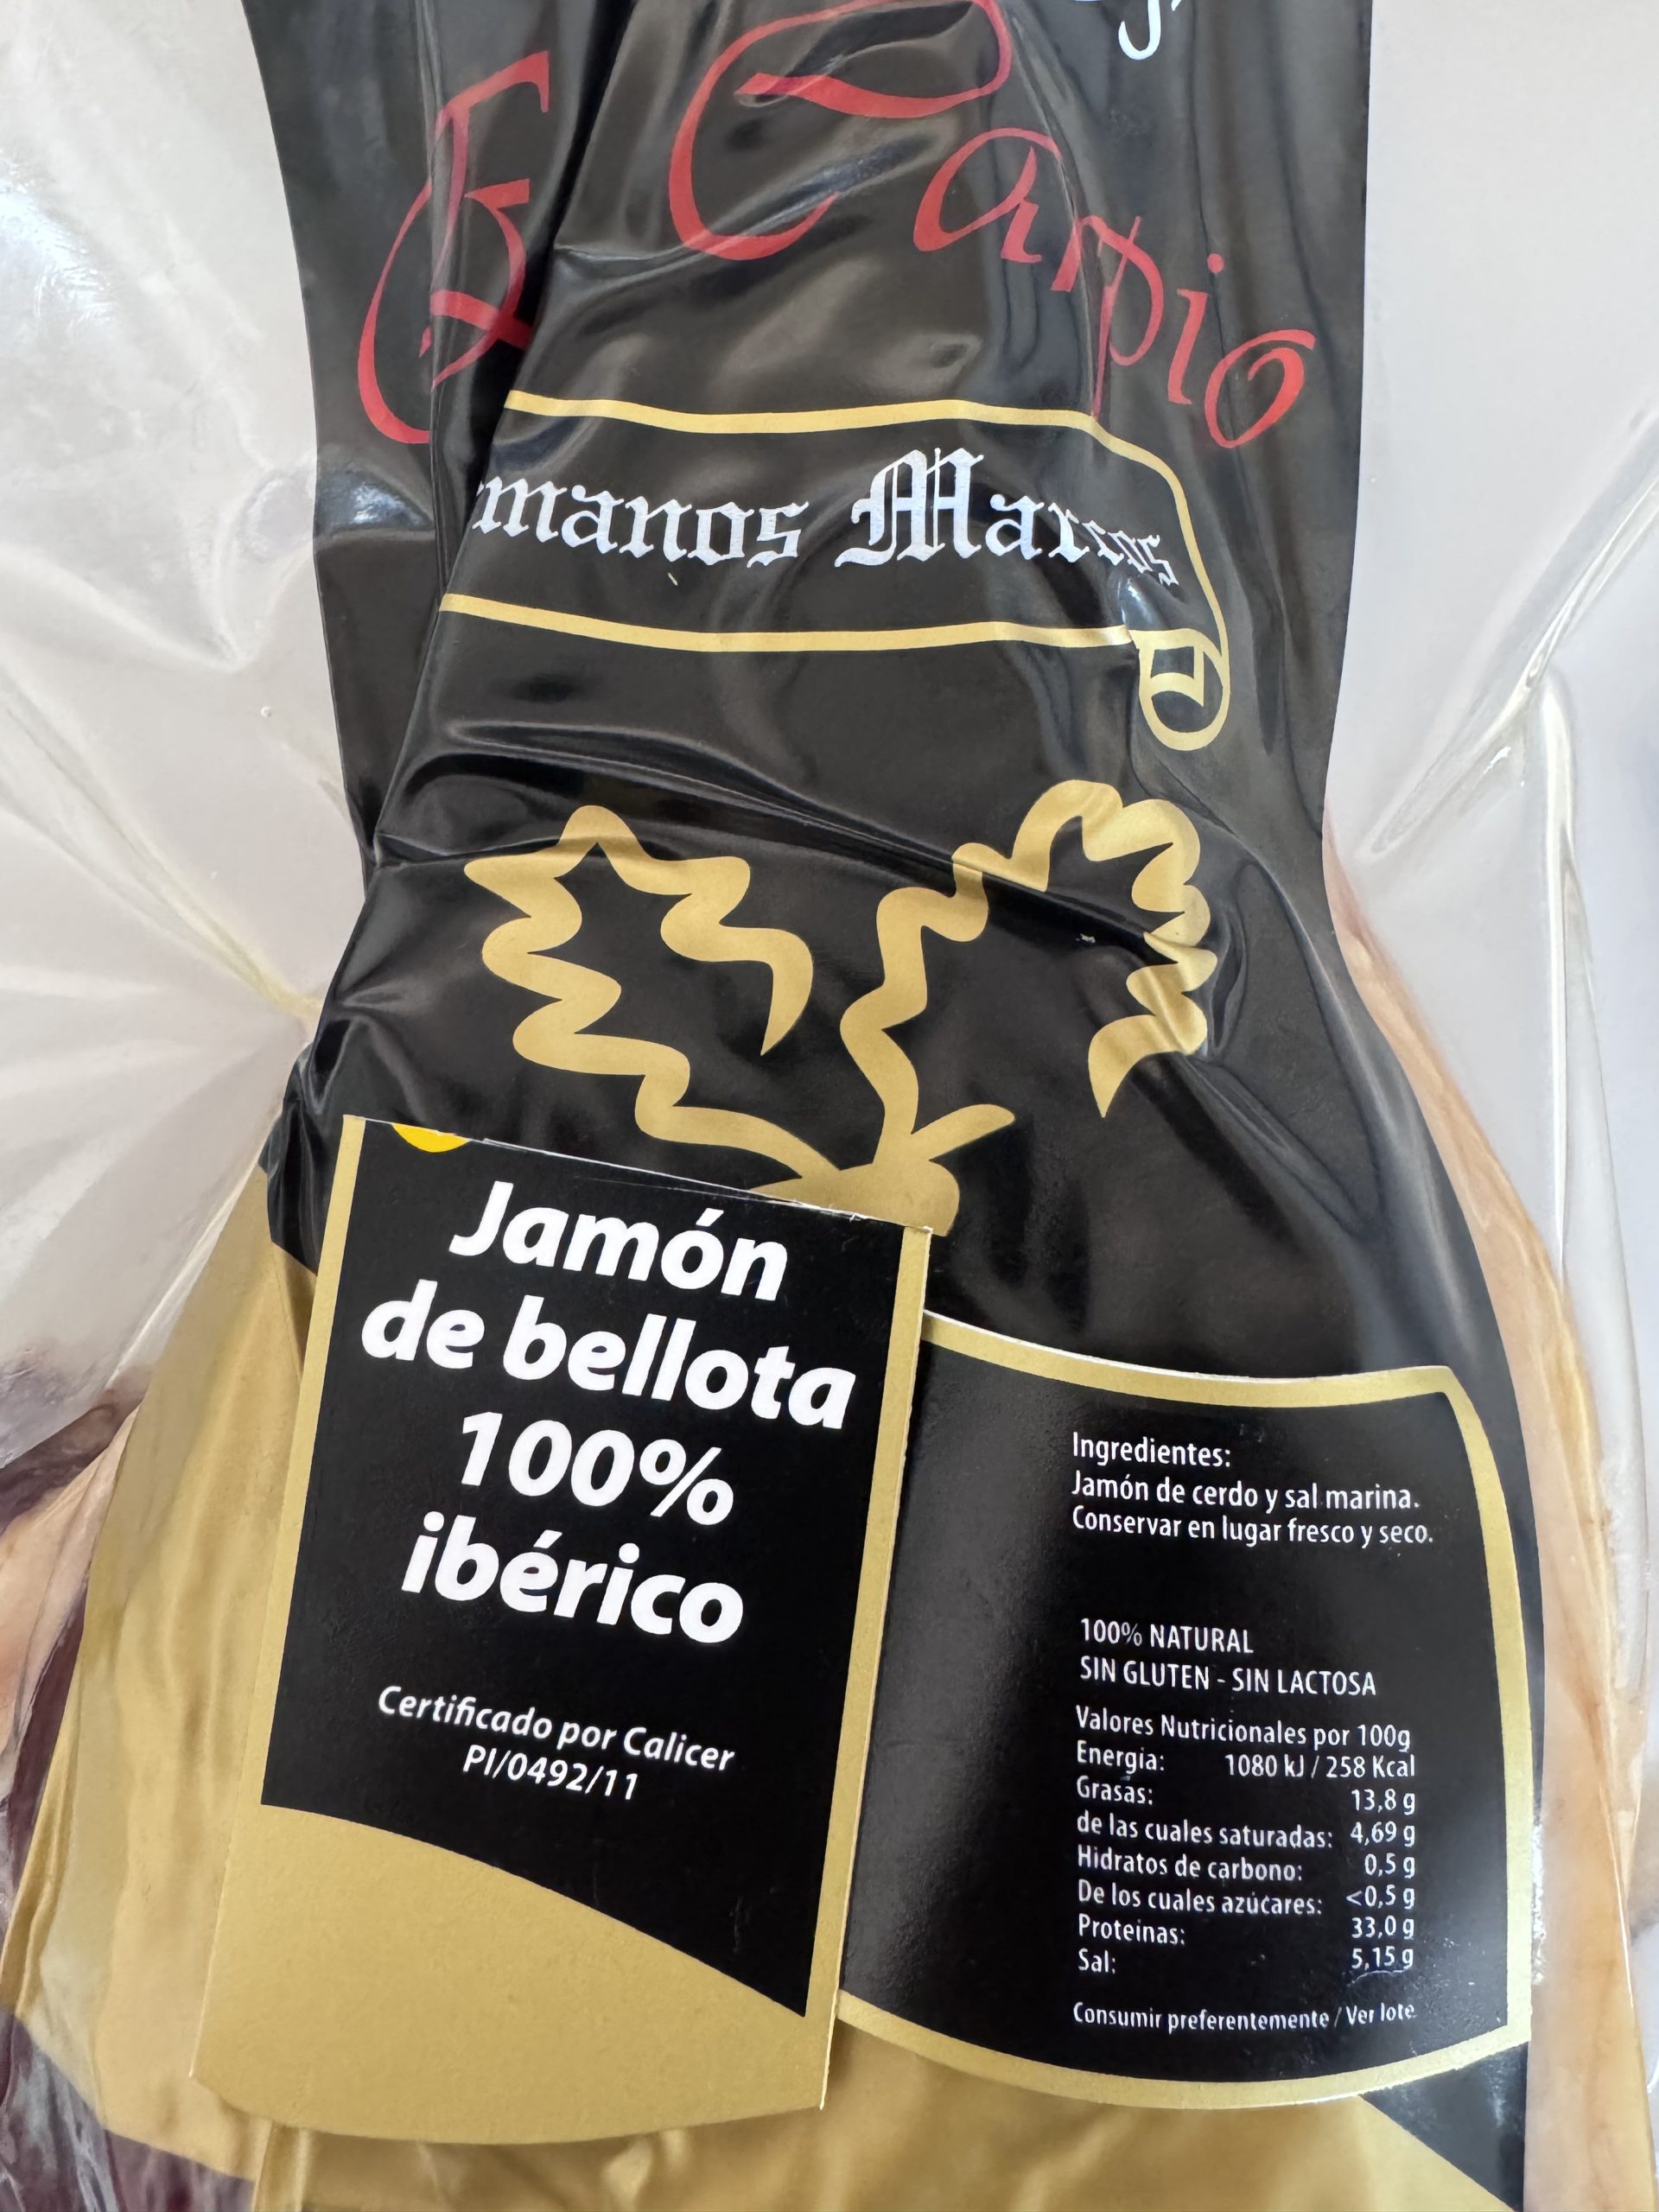 El Carpio
manos Marcos
Jamón
de bellota
100%
ibérico
Certificado por Calicer
PI/0492/11
Ingredientes:
Jamón de cerdo y sal marina.
Conservar en lugar fresco y seco.
100% NATURAL
SIN GLUTEN - SIN LACTOSA
Valores Nutricionales por 100g
Energía: 1080 kJ / 258 Kcal
Grasas: 13,8 g
de las cuales saturadas: 4,69 g
Hidratos de carbono: 0,5 g
De los cuales azúcares: <0,5 g
Proteínas: 33,0 g
Sal: 5,15 g
Consumir preferentemente / Ver lote